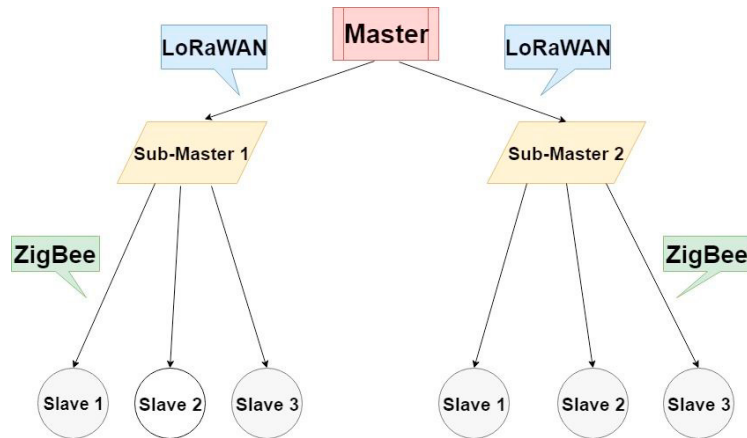 Master
LoRaWAN
LoRaWAN
Sub-Master 1
Sub-Master 2
ZigBee
ZigBee
Slave 1
Slave 2
Slave 3
Slave 1
Slave 2
Slave 3